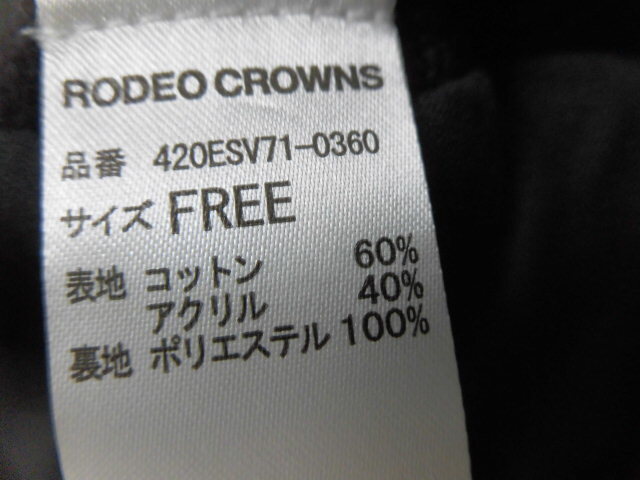 RODEO CROWNS
品番 420ESV71-0360
サイズ FREE
表地 コットン 60%
アクリル 40%
裏地 ポリエステル 100%